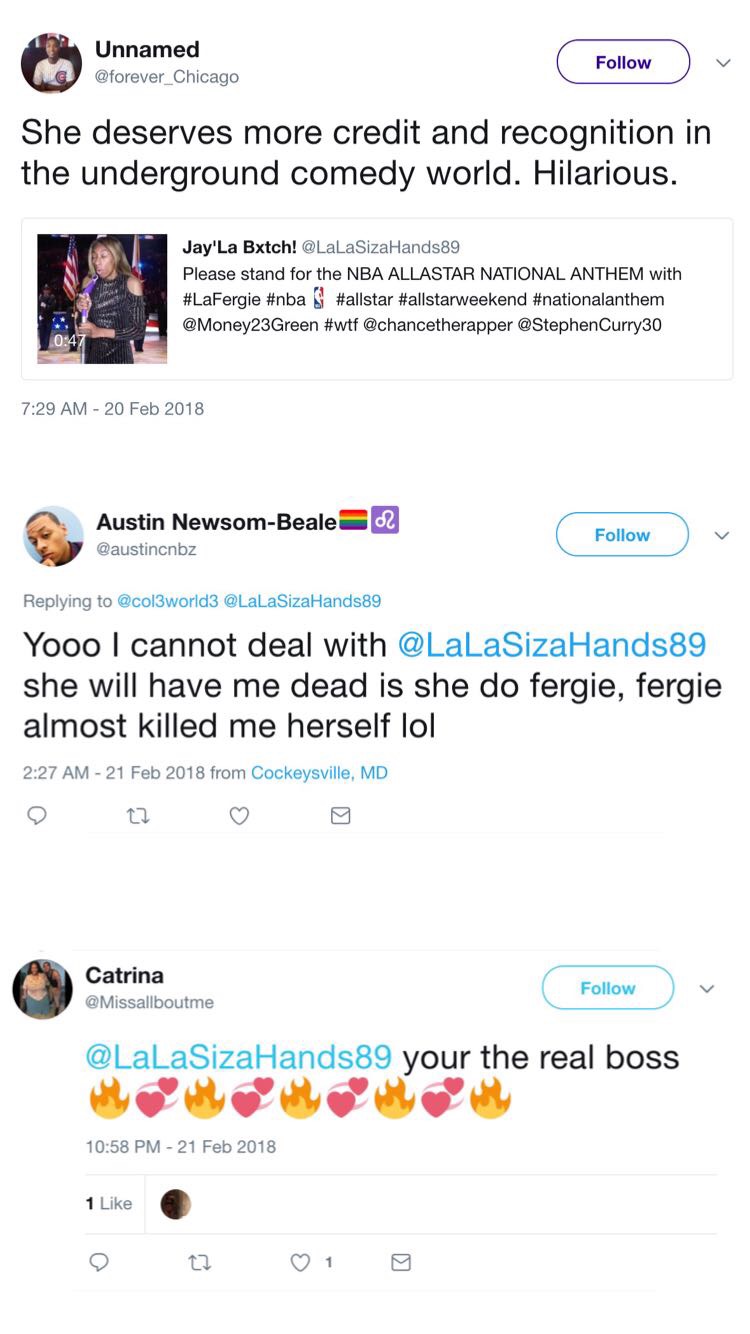 Unnamed
@forever_Chicago
Follow
She deserves more credit and recognition in
the underground comedy world. Hilarious.
Jay'La Bxtch! @LaLaSizaHands89
Please stand for the NBA ALLASTAR NATIONAL ANTHEM with
#LaFergie #nba #allstar #allstarweekend #nationalanthem
@Money23Green #wtf @chancetherapper @StephenCurry30
0:47
7:29 AM - 20 Feb 2018
Austin Newsom-Beale🏳️‍🌈♌
@austincnbz
Follow
Replying to @col3world3 @LaLaSizaHands89
Yooo I cannot deal with @LaLaSizaHands89
she will have me dead is she do fergie, fergie
almost killed me herself lol
2:27 AM - 21 Feb 2018 from Cockeysville, MD
Catrina
@Missallboutme
Follow
@LaLaSizaHands89 your the real boss
🔥💞🔥💞🔥💞🔥💞🔥
10:58 PM - 21 Feb 2018
1 Like
1